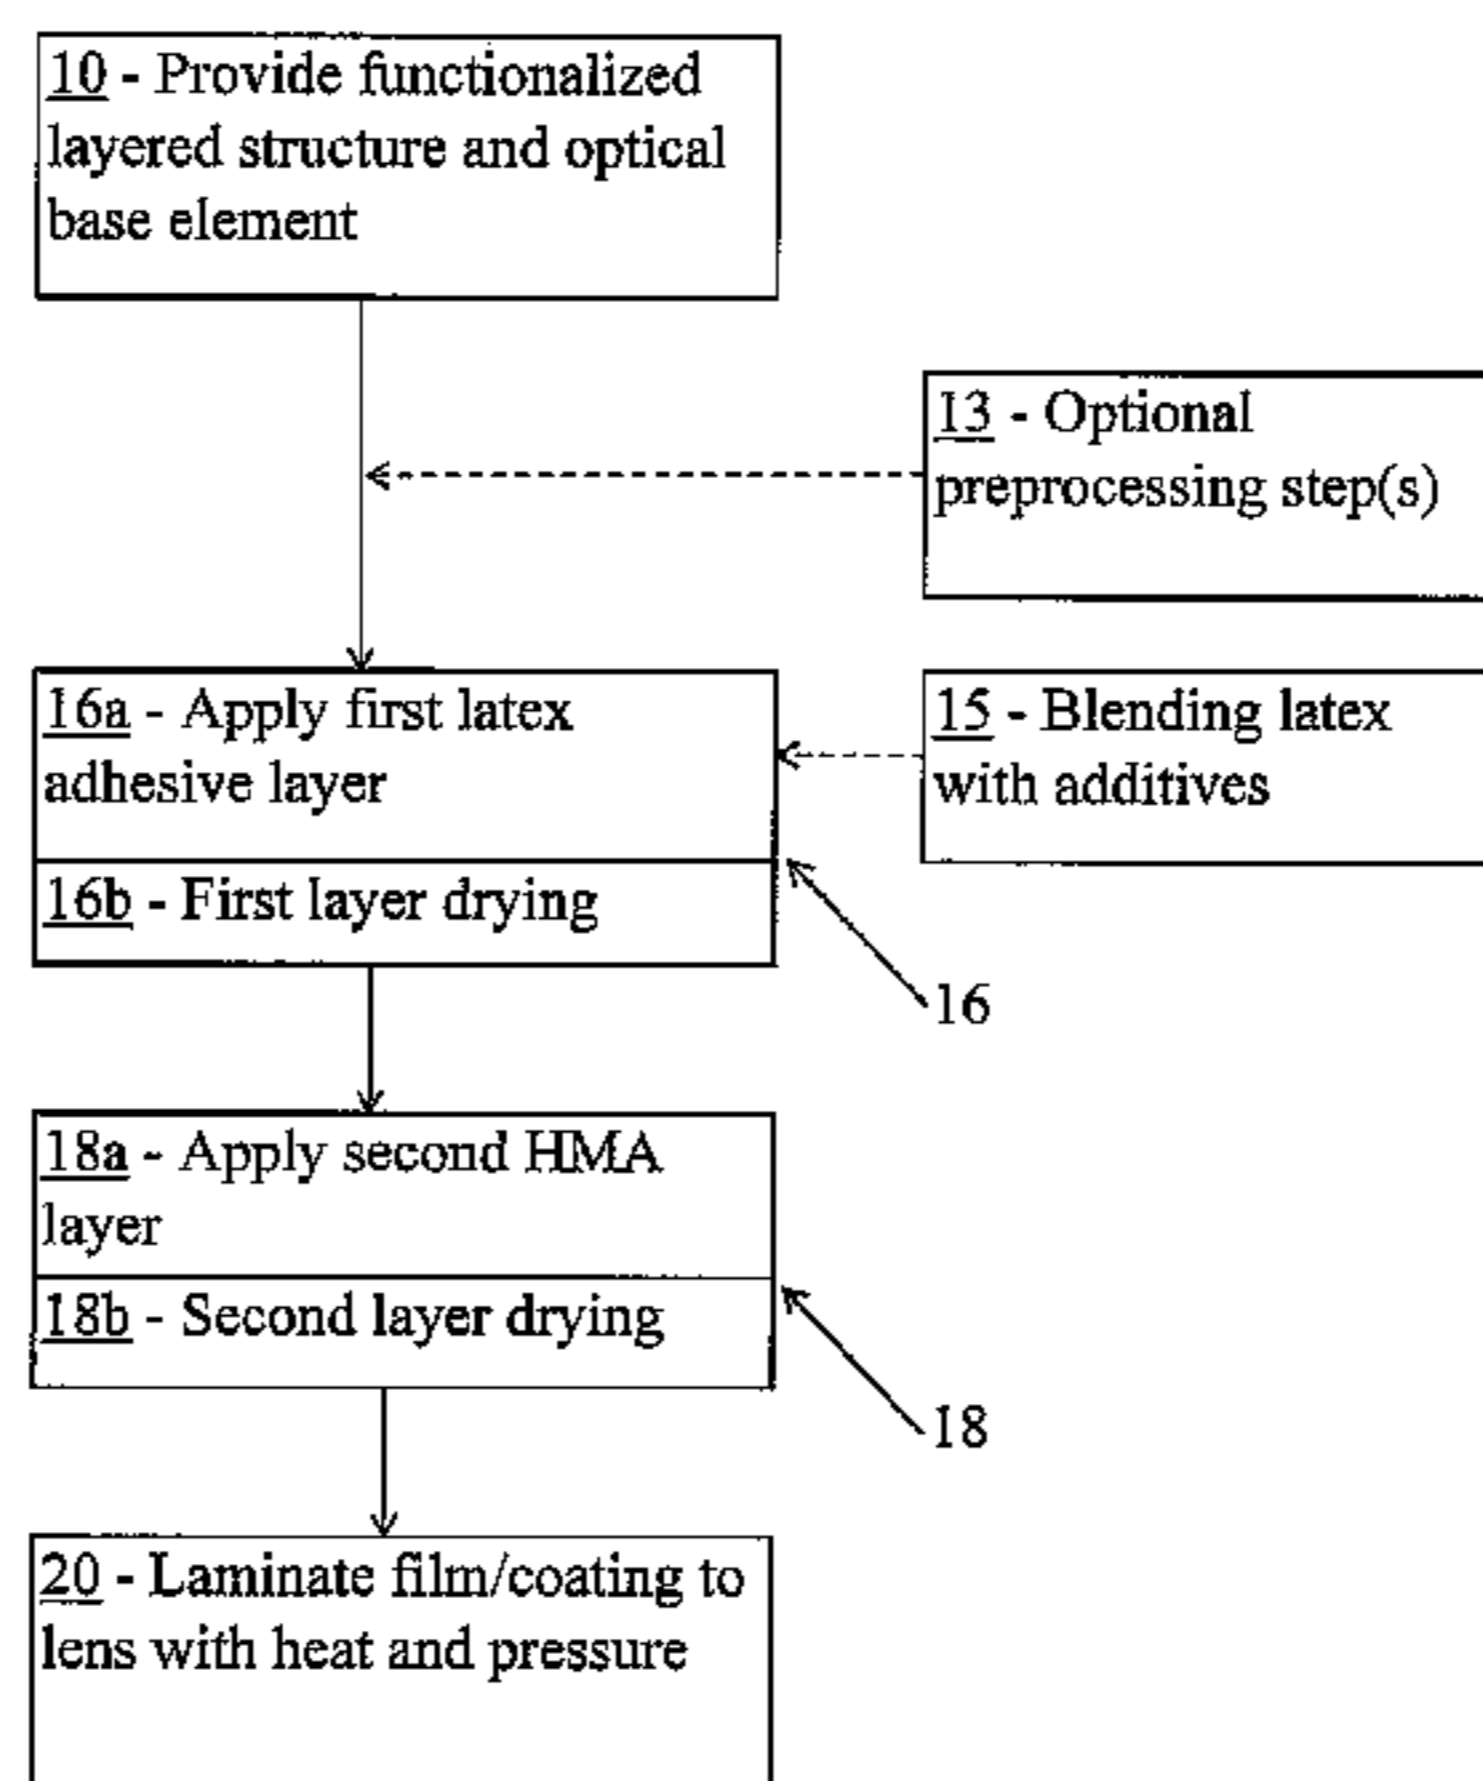 10 - Provide functionalized
layered structure and optical
base element
13 - Optional
preprocessing step(s)
16a - Apply first latex
adhesive layer
15 - Blending latex
with additives
16b - First layer drying
16
18a - Apply second HMA
layer
18b - Second layer drying
18
20 - Laminate film/coating to
lens with heat and pressure